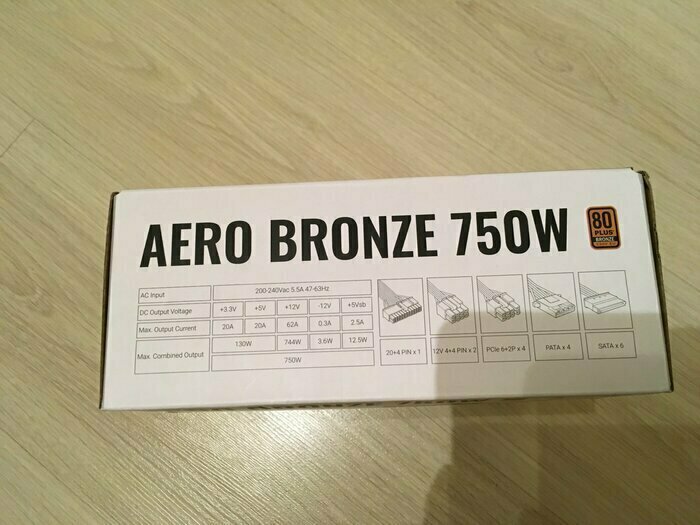 AERO BRONZE 750W
80
PLUS
BRONZE
AC Input 200-240Vac 5.5A 47-63Hz
DC Output Voltage +3.3V +5V +12V -12V +5Vsb
Max. Output Current 20A 20A 62A 0.3A 2.5A
Max. Combined Output 130W 744W 3.6W 12.5W
750W
20+4 PIN x 1 12V 4+4 PIN x 2 PCIe 6+2P x 4 PATA x 4 SATA x 6